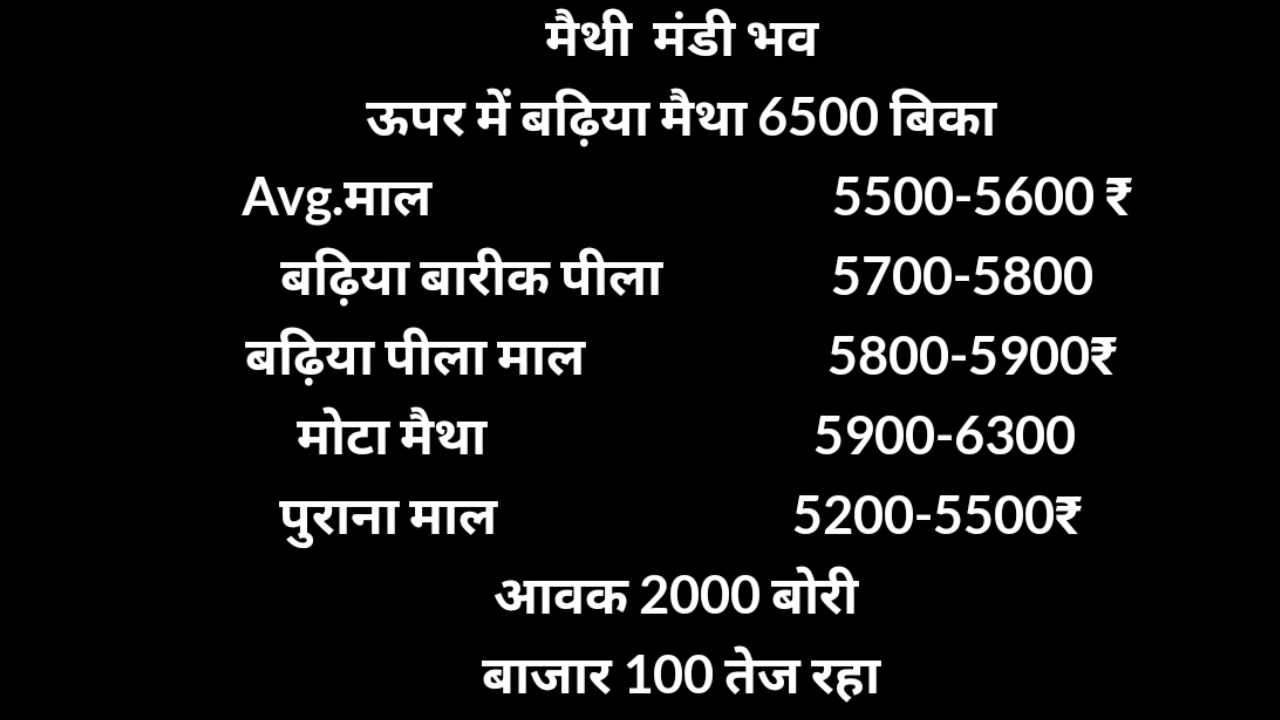 मैथी मंडी भव
ऊपर में बढ़िया मैथा 6500 बिका
Avg.माल 5500-5600 ₹
बढ़िया बारीक पीला 5700-5800
बढ़िया पीला माल 5800-5900₹
मोटा मैथा 5900-6300
पुराना माल 5200-5500₹
आवक 2000 बोरी
बाजार 100 तेज रहा